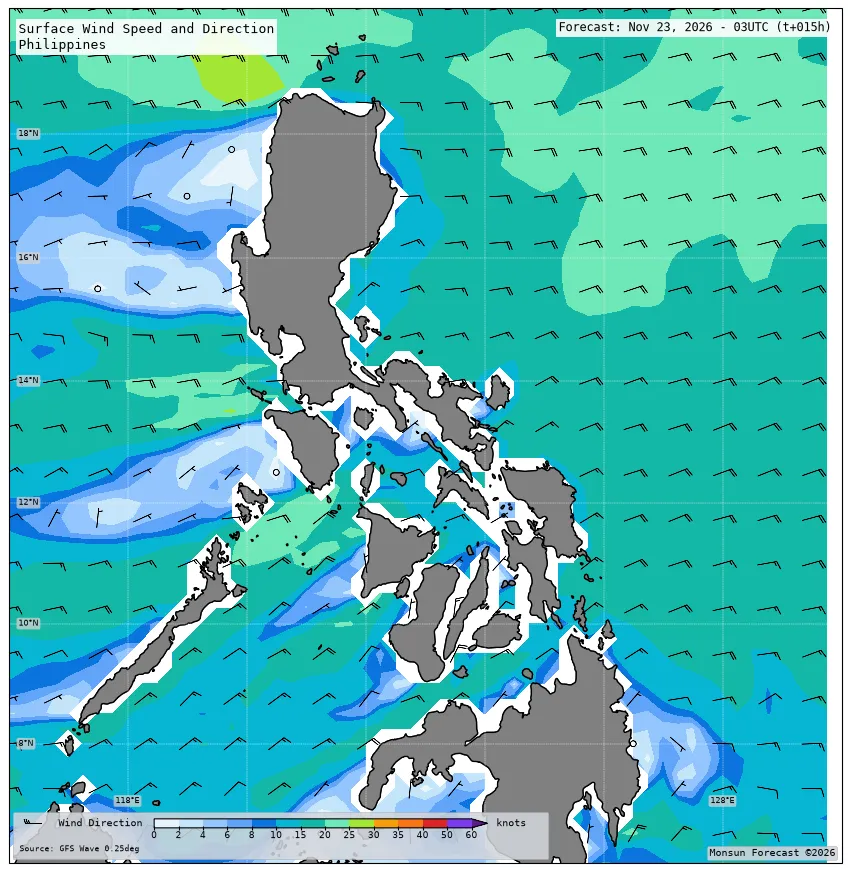 Surface Wind Speed and Direction
Philippines
Forecast: Nov 23, 2026 - 03UTC (t+015h)
18°N
16°N
14°N
12°N
10°N
8°N
118°E
128°E
Wind Direction
0 2 4 6 8 10 15 20 25 30 35 40 50 60
knots
Source: GFS Wave 0.25deg
Monsun Forecast ©2026